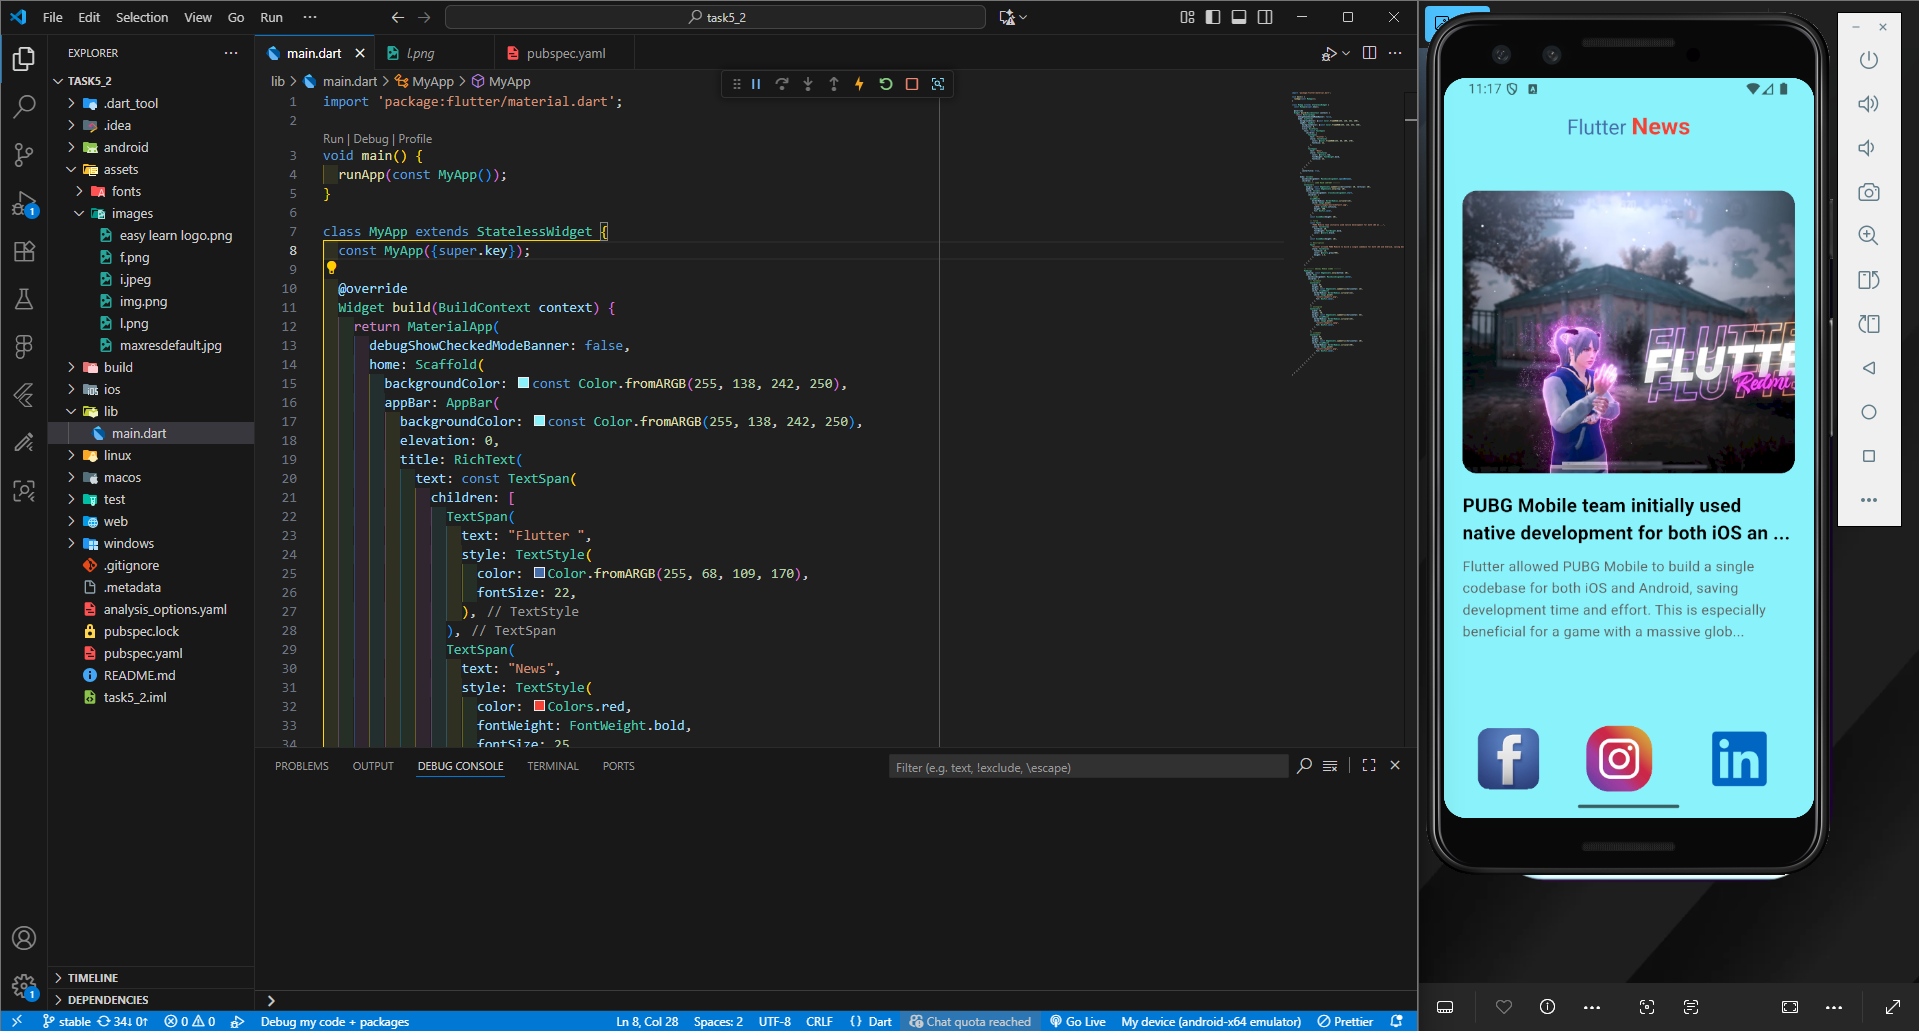 File Edit Selection View Go Run ···
task5_2
EXPLORER
main.dart
l.png
pubspec.yaml
TASK5_2
.dart_tool
.idea
android
assets
fonts
images
easy learn logo.png
f.png
i.jpeg
img.png
l.png
maxresdefault.jpg
build
ios
lib
main.dart
linux
macos
test
web
windows
.gitignore
.metadata
analysis_options.yaml
pubspec.lock
pubspec.yaml
README.md
task5_2.iml
TIMELINE
DEPENDENCIES
lib > main.dart > MyApp > MyApp
1 import 'package:flutter/material.dart';
2
Run | Debug | Profile
3 void main() {
4 runApp(const MyApp());
5 }
6
7 class MyApp extends StatelessWidget {
8 const MyApp({super.key});
9
10 @override
11 Widget build(BuildContext context) {
12 return MaterialApp(
13 debugShowCheckedModeBanner: false,
14 home: Scaffold(
15 backgroundColor: const Color.fromARGB(255, 138, 242, 250),
16 appBar: AppBar(
17 backgroundColor: const Color.fromARGB(255, 138, 242, 250),
18 elevation: 0,
19 title: RichText(
20 text: const TextSpan(
21 children: [
22 TextSpan(
23 text: "Flutter ",
24 style: TextStyle(
25 color: Color.fromARGB(255, 68, 109, 170),
26 fontSize: 22,
27 ), // TextStyle
28 ), // TextSpan
29 TextSpan(
30 text: "News",
31 style: TextStyle(
32 color: Colors.red,
33 fontWeight: FontWeight.bold,
34 fontSize: 25
PROBLEMS OUTPUT DEBUG CONSOLE TERMINAL PORTS
Filter (e.g. text, !exclude, \escape)
1
1
stable 34↓ 0↑ 0 0 Debug my code + packages
Ln 8, Col 28 Spaces: 2 UTF-8 CRLF {} Dart Chat quota reached Go Live My device (android-x64 emulator) Prettier
11:17
Flutter News
FLUTTE
FLUTTE
Redmi
PUBG Mobile team initially used
native development for both iOS an ...
Flutter allowed PUBG Mobile to build a single
codebase for both iOS and Android, saving
development time and effort. This is especially
beneficial for a game with a massive glob...
f
in